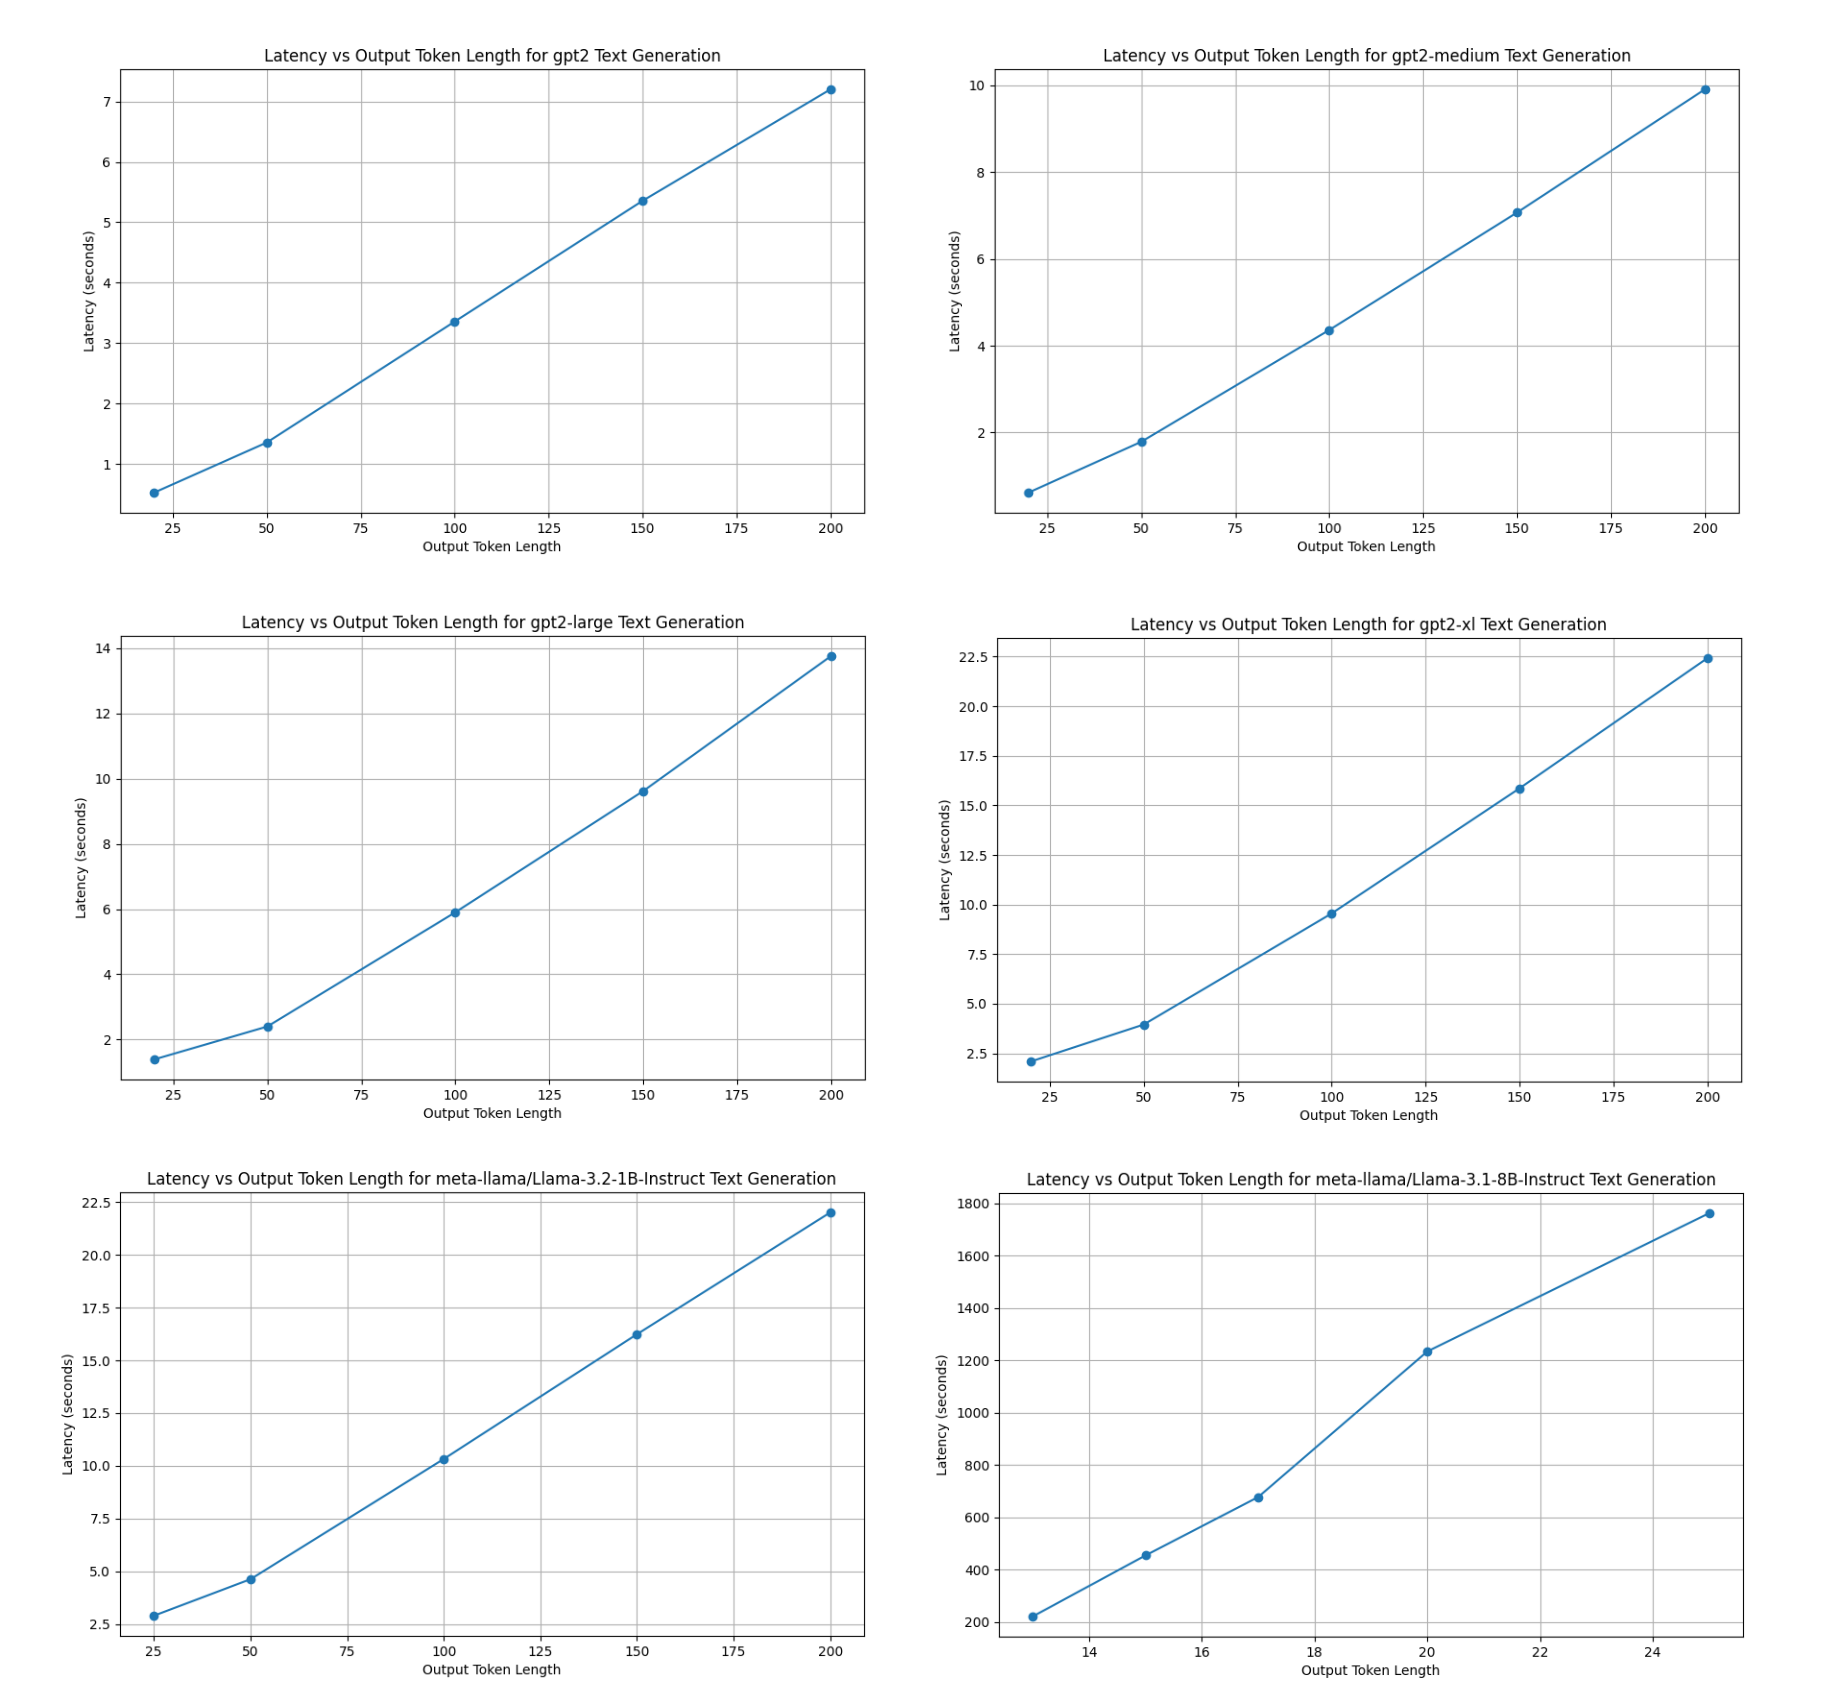 Latency vs Output Token Length for gpt2 Text Generation
7
6
5
4
3
2
1
Latency (seconds)
25 50 75 100 125 150 175 200
Output Token Length
Latency vs Output Token Length for gpt2-medium Text Generation
10
8
6
4
2
Latency (seconds)
25 50 75 100 125 150 175 200
Output Token Length
Latency vs Output Token Length for gpt2-large Text Generation
14
12
10
8
6
4
2
Latency (seconds)
25 50 75 100 125 150 175 200
Output Token Length
Latency vs Output Token Length for gpt2-xl Text Generation
22.5
20.0
17.5
15.0
12.5
10.0
7.5
5.0
2.5
Latency (seconds)
25 50 75 100 125 150 175 200
Output Token Length
Latency vs Output Token Length for meta-llama/Llama-3.2-1B-Instruct Text Generation
22.5
20.0
17.5
15.0
12.5
10.0
7.5
5.0
2.5
Latency (seconds)
25 50 75 100 125 150 175 200
Output Token Length
Latency vs Output Token Length for meta-llama/Llama-3.1-8B-Instruct Text Generation
1800
1600
1400
1200
1000
800
600
400
200
Latency (seconds)
14 16 18 20 22 24
Output Token Length